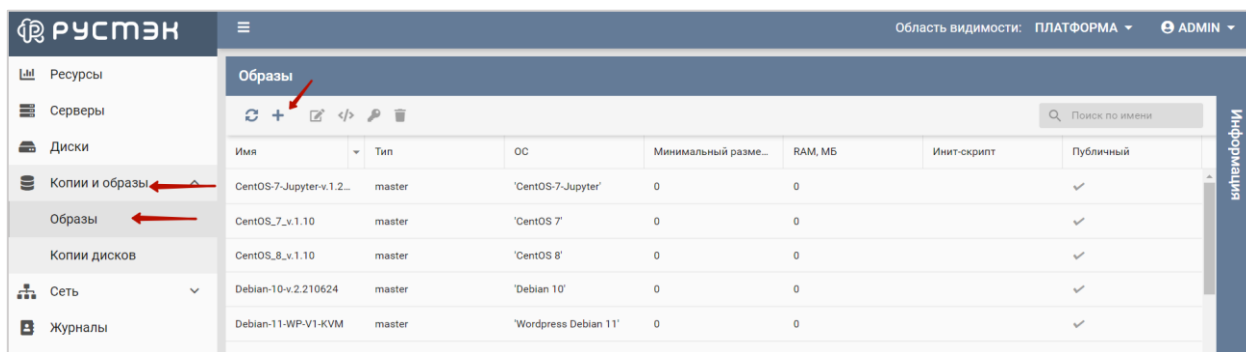 РУСТЭК
Область видимости: ПЛАТФОРМА ADMIN
Ресурсы
Серверы
Диски
Копии и образы
Образы
Копии дисков
Сеть
Журналы
Образы
Поиск по имени
Имя Тип ОС Минимальный разме... RAM, МБ Инит-скрипт Публичный
CentOS-7-Jupyter-v.1.2... master 'CentOS-7-Jupyter' 0 0
CentOS_7_v.1.10 master 'CentOS 7' 0 0
CentOS_8_v.1.10 master 'CentOS 8' 0 0
Debian-10-v.2.210624 master 'Debian 10' 0 0
Debian-11-WP-V1-KVM master 'Wordpress Debian 11' 0 0
Информация